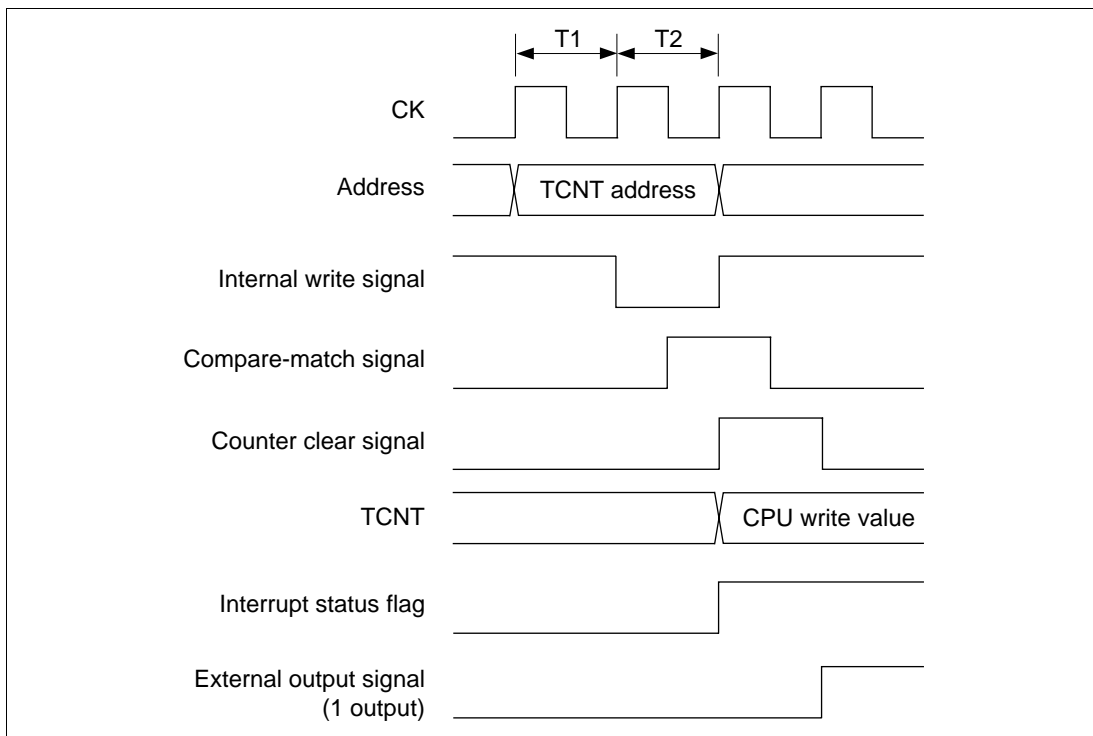 T1 T2
CK
Address TCNT address
Internal write signal
Compare-match signal
Counter clear signal
TCNT CPU write value
Interrupt status flag
External output signal
(1 output)